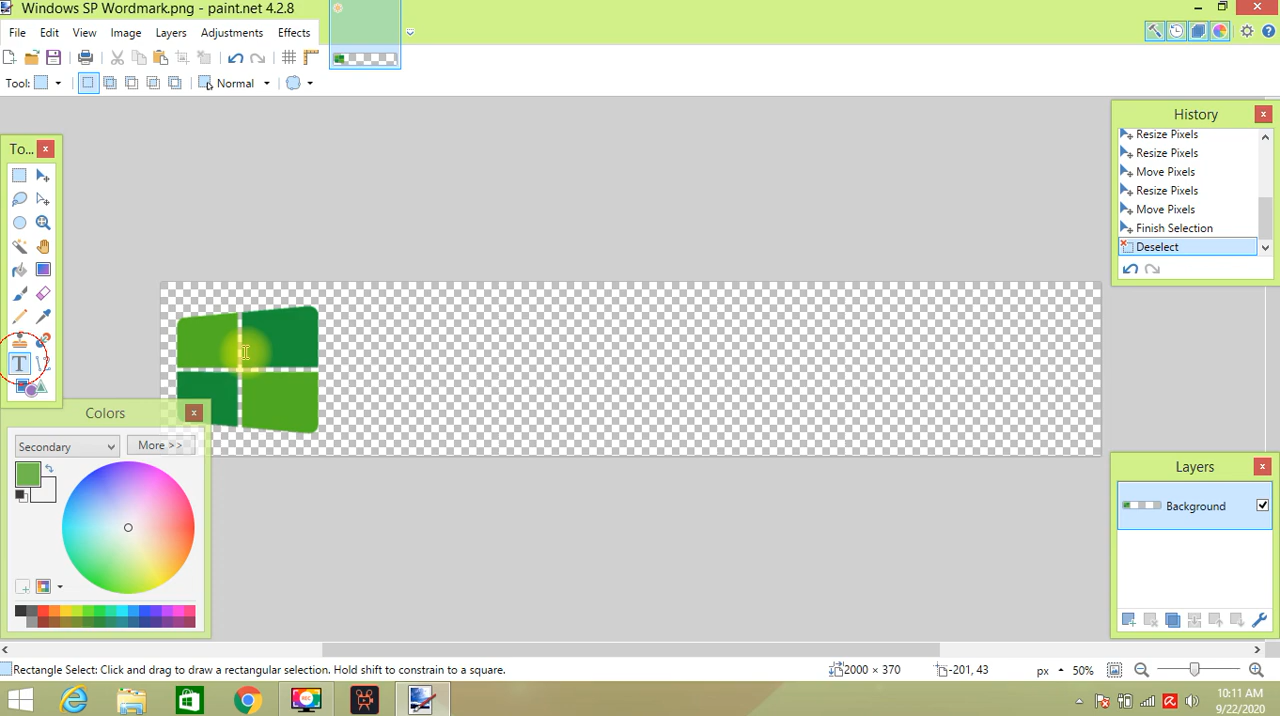 Windows SP Wordmark.png - paint.net 4.2.8
File Edit View Image Layers Adjustments Effects
Tool: Normal
To...
History
Resize Pixels
Resize Pixels
Move Pixels
Resize Pixels
Move Pixels
Finish Selection
Deselect
Colors
Secondary More >>
Layers
Background
Rectangle Select: Click and drag to draw a rectangular selection. Hold shift to constrain to a square. 2000 × 370 -201, 43 px 50%
10:11 AM
9/22/2020